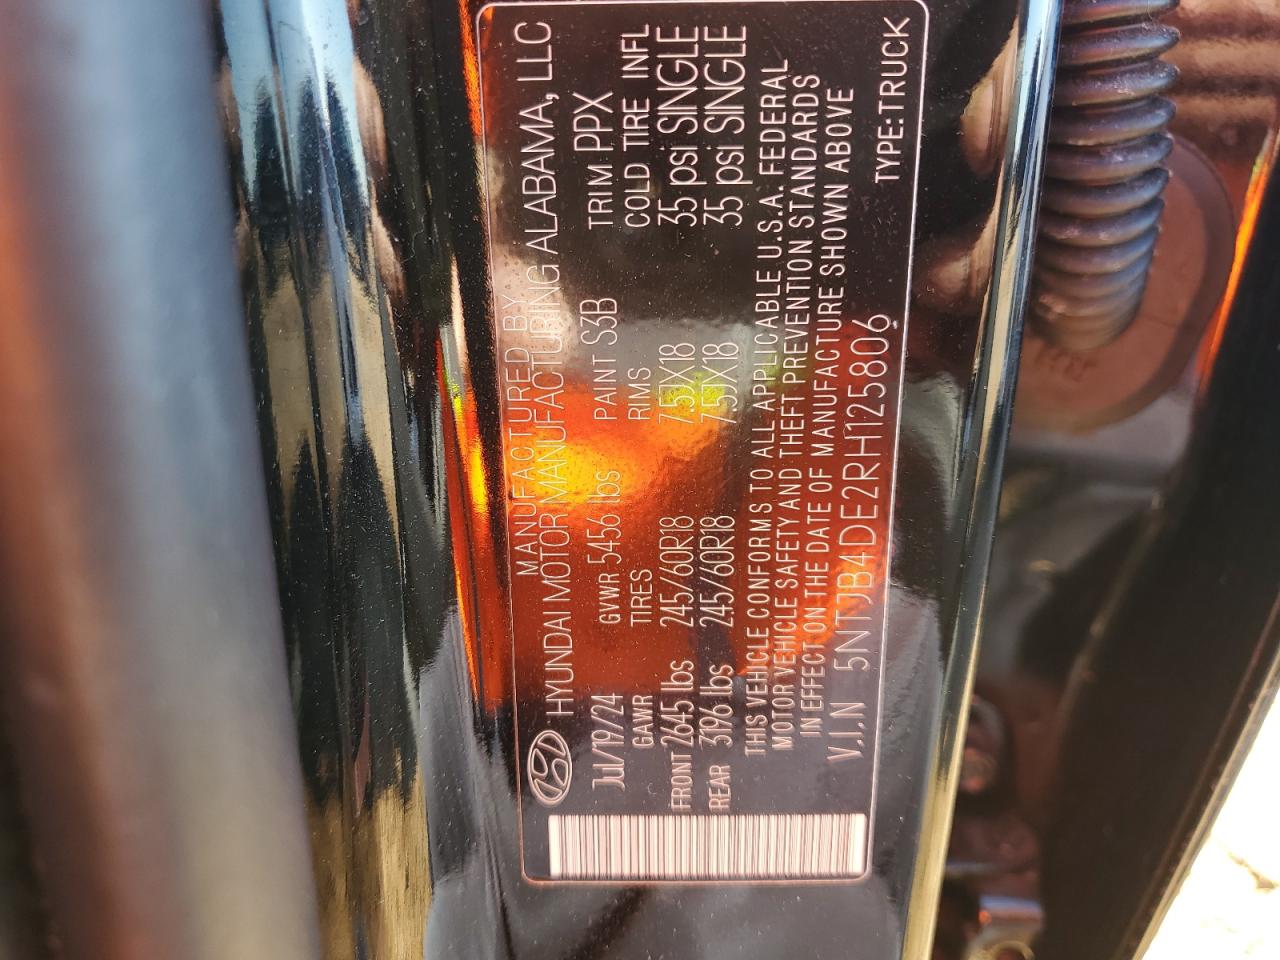 MANUFACTURED BY
HYUNDAI MOTOR MANUFACTURING ALABAMA, LLC
Jul/19/24 GVWR 5456 lbs PAINT S3B TRIM PPX
GAWR TIRES RIMS COLD TIRE INFL
FRONT 2645 lbs 245/60R18 7.5JX18 35 psi SINGLE
REAR 3196 lbs 245/60R18 7.5JX18 35 psi SINGLE
THIS VEHICLE CONFORMS TO ALL APPLICABLE U.S.A. FEDERAL
MOTOR VEHICLE SAFETY AND THEFT PREVENTION STANDARDS
IN EFFECT ON THE DATE OF MANUFACTURE SHOWN ABOVE
V.I.N 5NTJB4DE2RH125806 TYPE:TRUCK